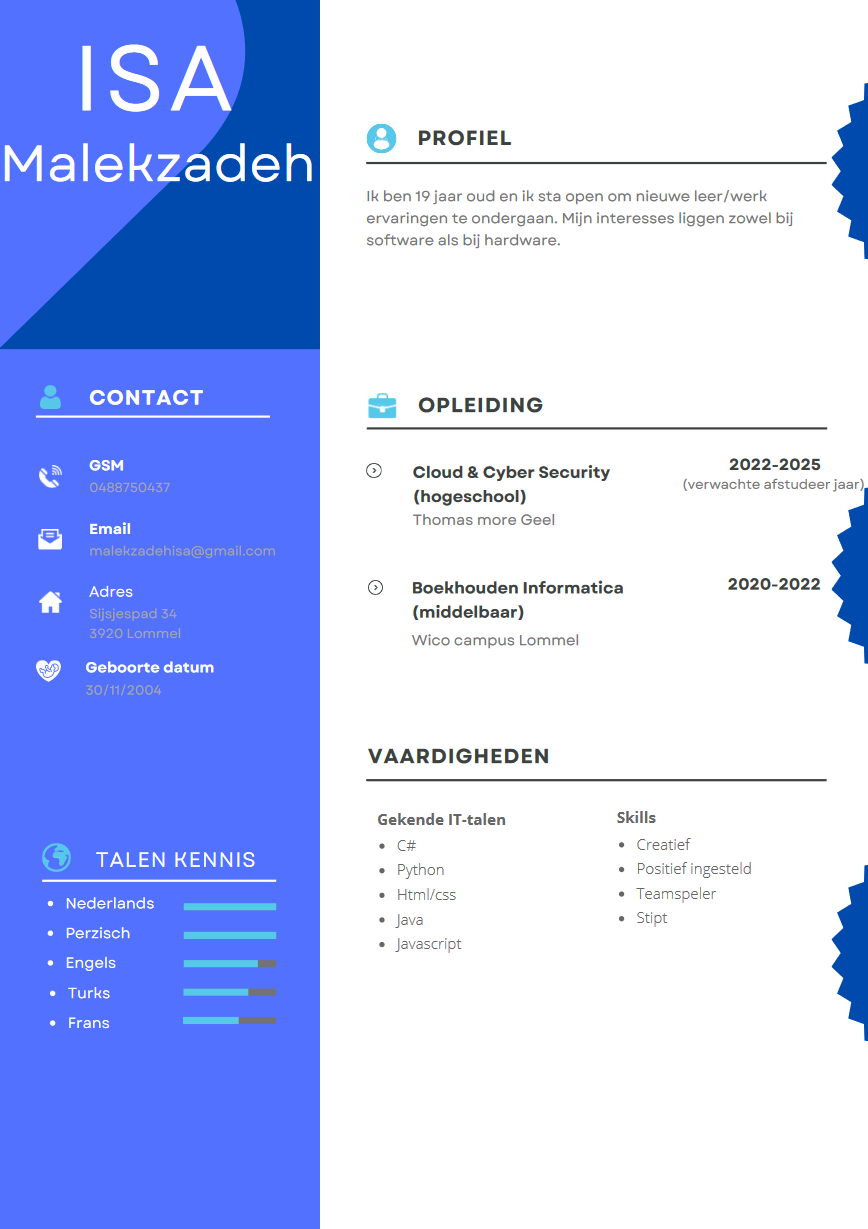 ISA
Malekzadeh
CONTACT
GSM
0488750437
Email
malekzadehisa@gmail.com
Adres
Sijsjespad 34
3920 Lommel
Geboorte datum
30/11/2004
TALEN KENNIS
• Nederlands
• Perzisch
• Engels
• Turks
• Frans
PROFIEL
Ik ben 19 jaar oud en ik sta open om nieuwe leer/werk
ervaringen te ondergaan. Mijn interesses liggen zowel bij
software als bij hardware.
OPLEIDING
Cloud & Cyber Security
(hogeschool)
Thomas more Geel
2022-2025
(verwachte afstudeer jaar)
Boekhouden Informatica
(middelbaar)
Wico campus Lommel
2020-2022
VAARDIGHEDEN
Gekende IT-talen
• C#
• Python
• Html/css
• Java
• Javascript
Skills
• Creatief
• Positief ingesteld
• Teamspeler
• Stipt